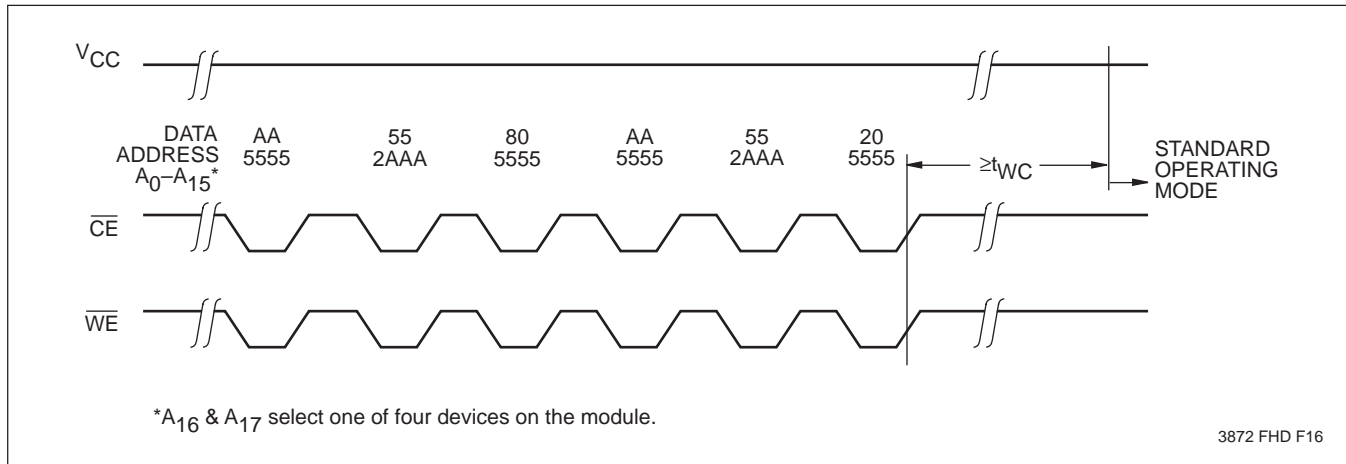 VCC
DATA AA 55 80 AA 55 20
ADDRESS 5555 2AAA 5555 5555 2AAA 5555
A0–A15*
≥tWC
STANDARD
OPERATING
MODE
CE
WE
*A16 & A17 select one of four devices on the module.
3872 FHD F16